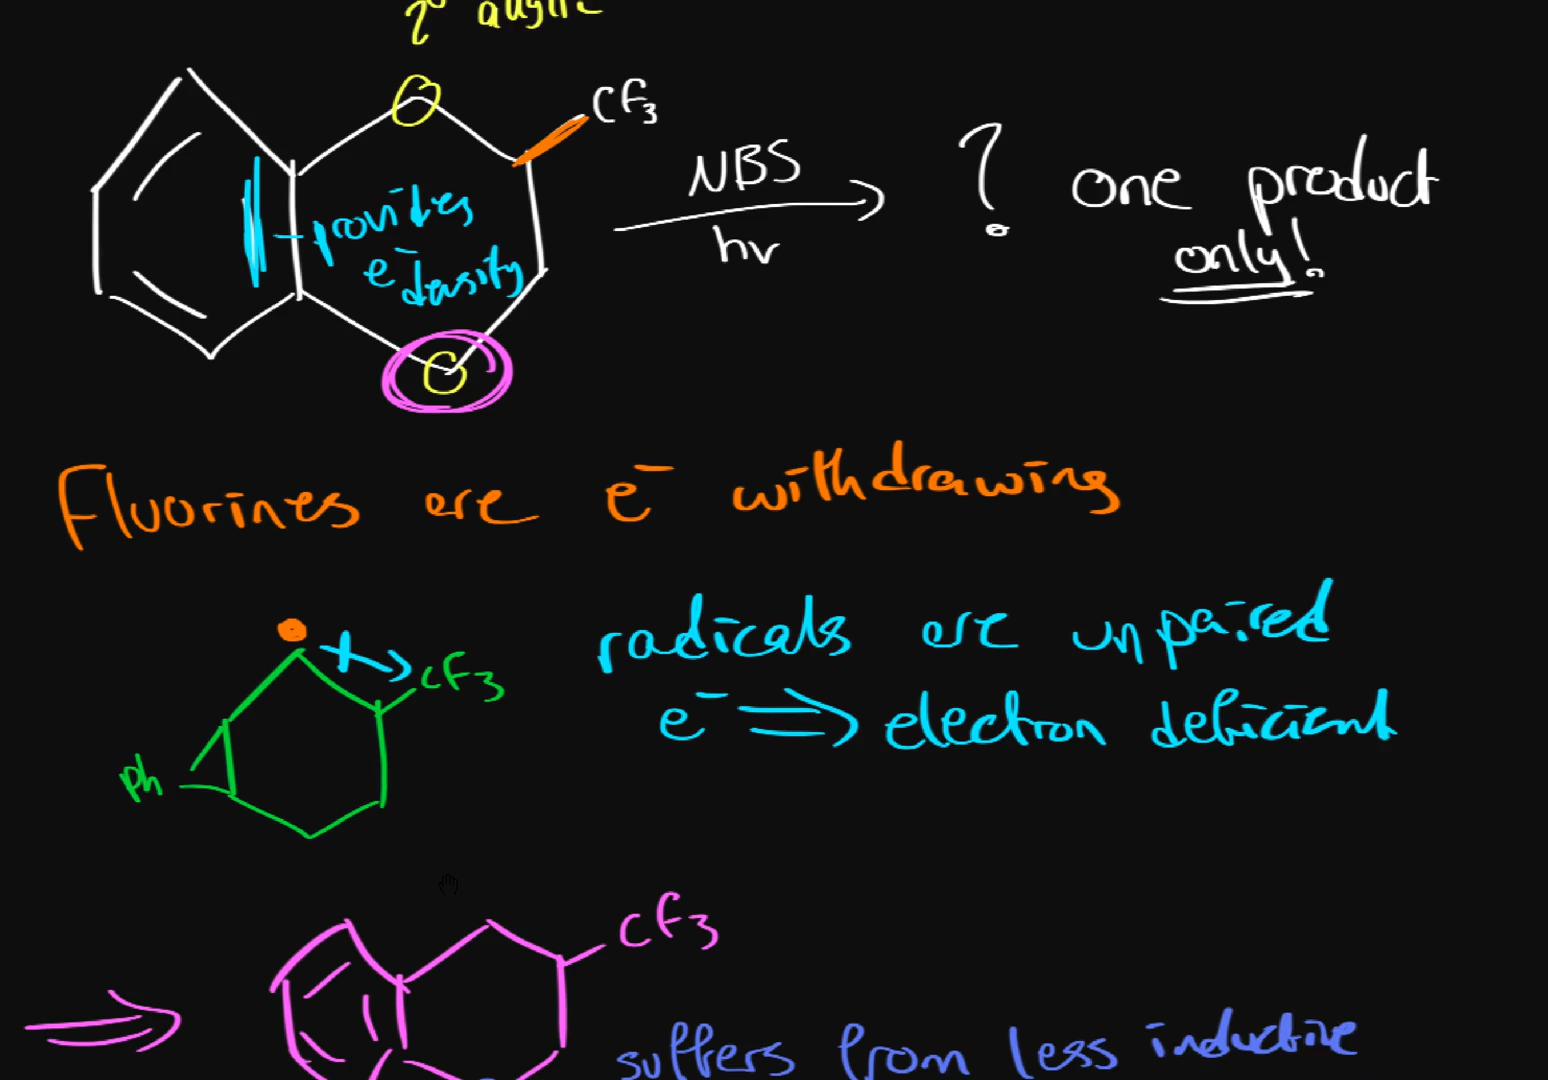 2° allylic
CF3
NBS
hv
? one product
only!
provides
e⁻ density
Fluorines are e⁻ withdrawing
CF3
Ph
radicals are unpaired
e⁻ ⇒ electron deficient
⇒
CF3
suffers from less inductive